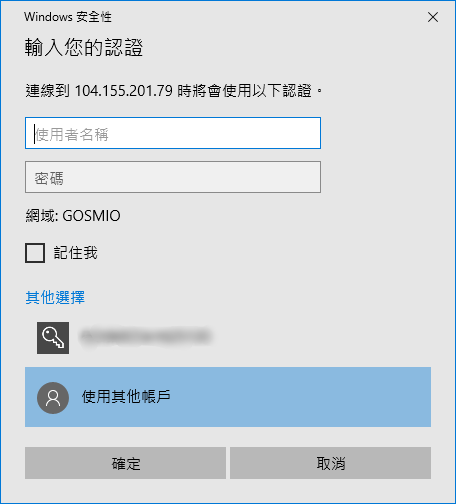 Windows 安全性
輸入您的認證
連線到 104.155.201.79 時將會使用以下認證。
使用者名稱
密碼
網域: GOSMIO
記住我
其他選擇
使用其他帳戶
確定
取消